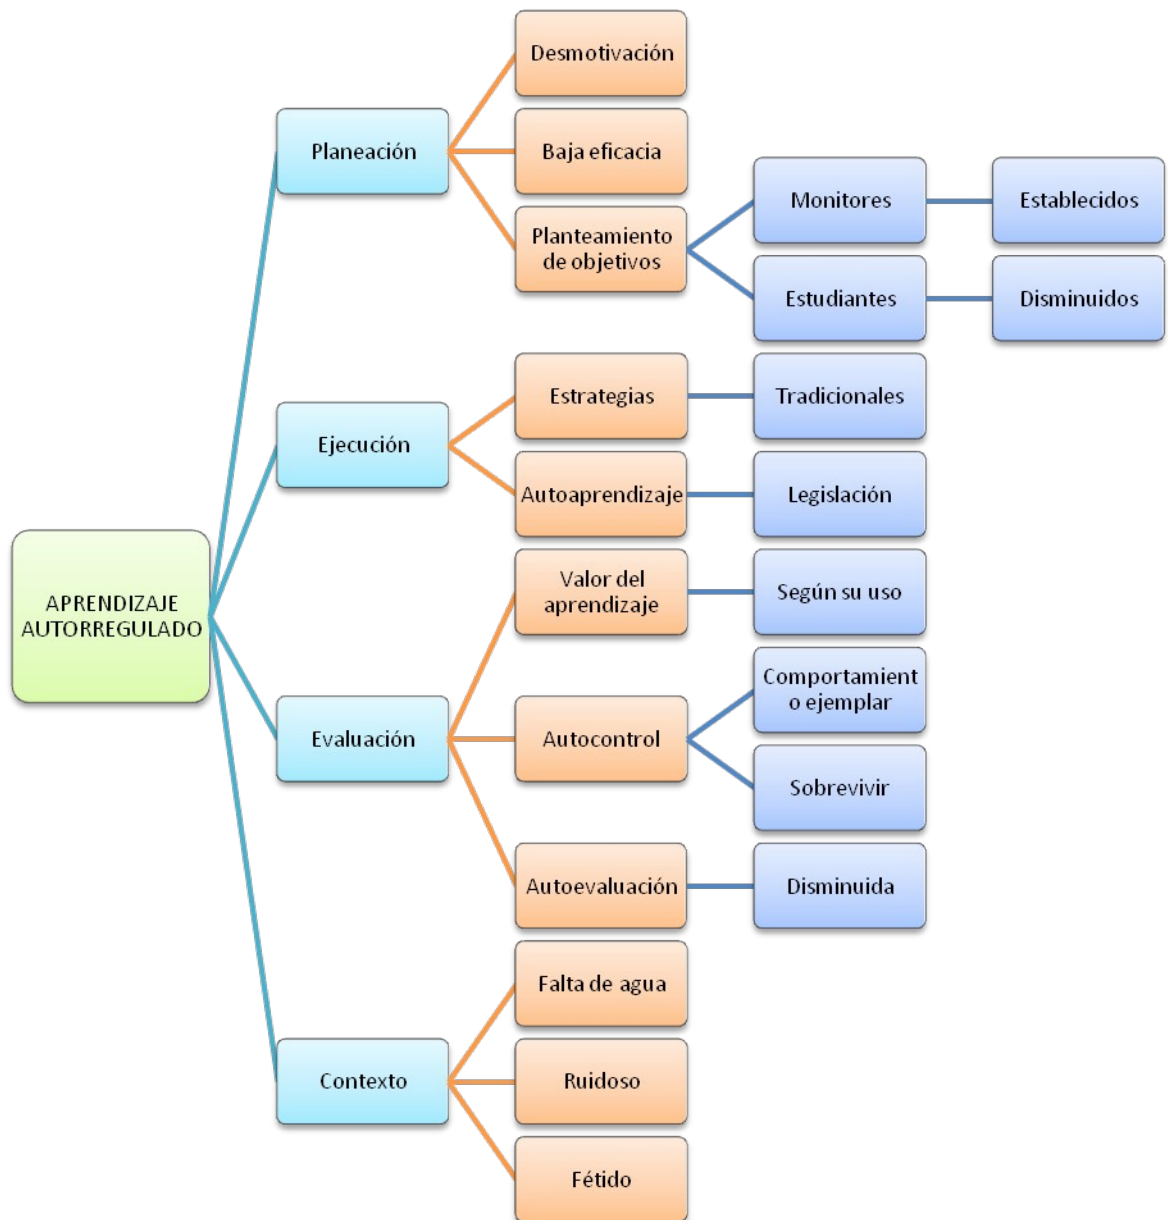 Desmotivación
Planeación
Baja eficacia
Planteamiento
de objetivos
Monitores
Establecidos
Estudiantes
Disminuidos
Ejecución
Estrategias
Tradicionales
Autoaprendizaje
Legislación
APRENDIZAJE
AUTORREGULADO
Evaluación
Valor del
aprendizaje
Según su uso
Autocontrol
Comportamient
o ejemplar
Sobrevivir
Autoevaluación
Disminuida
Contexto
Falta de agua
Ruidoso
Fétido